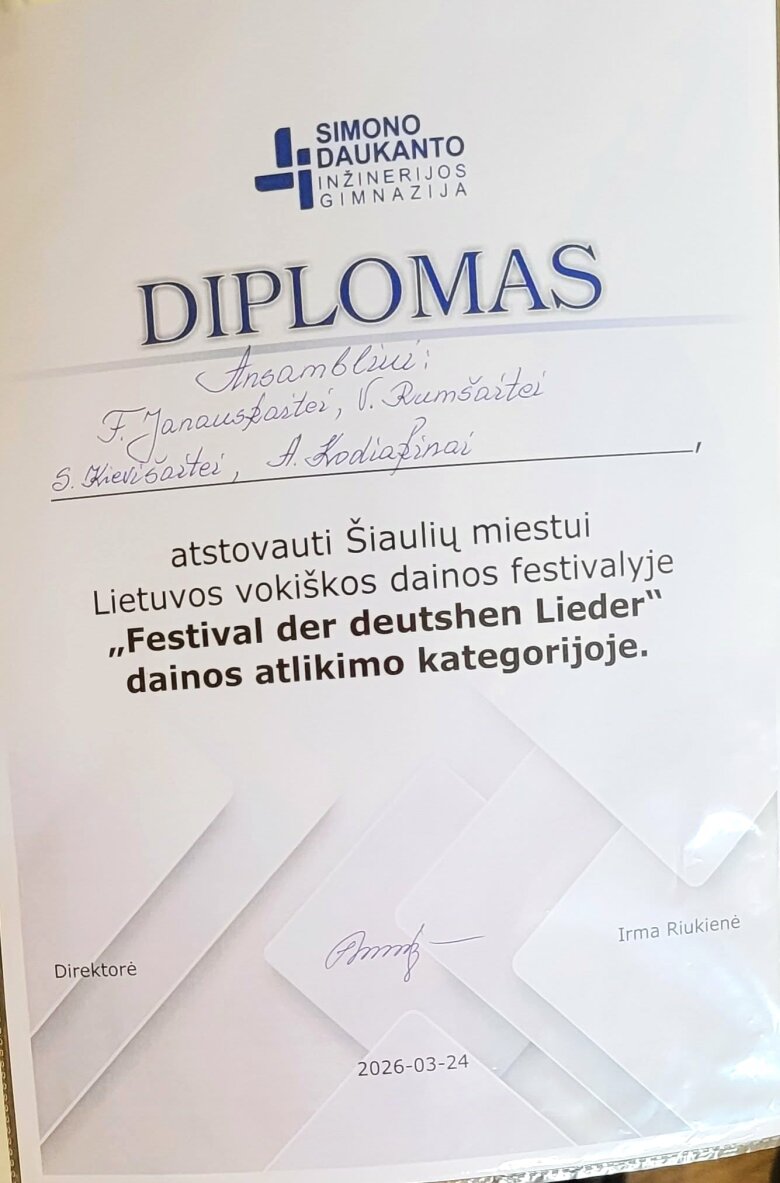 SIMONO
DAUKANTO
INŽINERIJOS
GIMNAZIJA
DIPLOMAS
Ansambliui:
F. Janauskaitei, V. Rumšaitei
S. Kievišaitei, A. Kodiakinai,
atstovauti Šiaulių miestui
Lietuvos vokiškos dainos festivalyje
„Festival der deutshen Lieder“
dainos atlikimo kategorijoje.
Direktorė
Irma Riukienė
2026-03-24